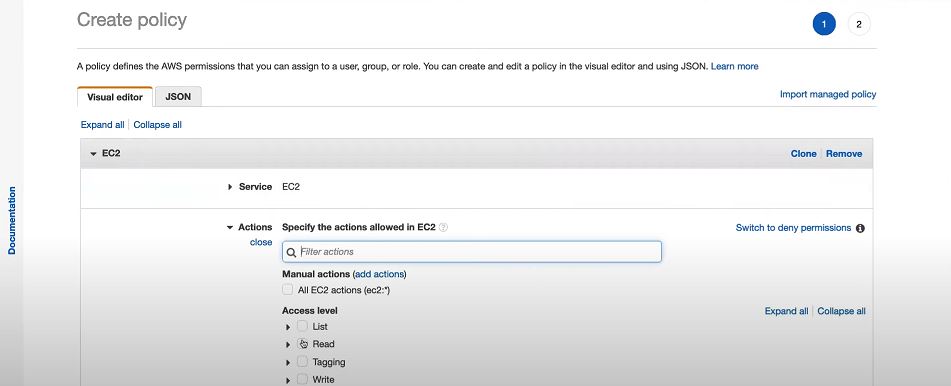 Create policy
1
2
A policy defines the AWS permissions that you can assign to a user, group, or role. You can create and edit a policy in the visual editor and using JSON. Learn more
Visual editor
JSON
Import managed policy
Expand all
Collapse all
EC2
Clone
Remove
Service
EC2
Documentation
Actions
Specify the actions allowed in EC2 ?
Switch to deny permissions i
close
Filter actions
Manual actions (add actions)
All EC2 actions (ec2:*)
Access level
Expand all
Collapse all
List
Read
Tagging
Write